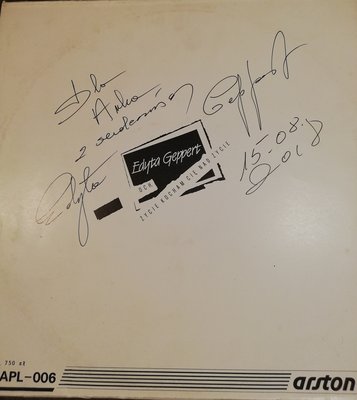 Dla
z serdecznością
Edyta Geppert
15.08.
2018
Edyta Geppert
OCH
ŻYCIE KOCHAM CIĘ NAD ŻYCIE
750 zł
APL-006
arston